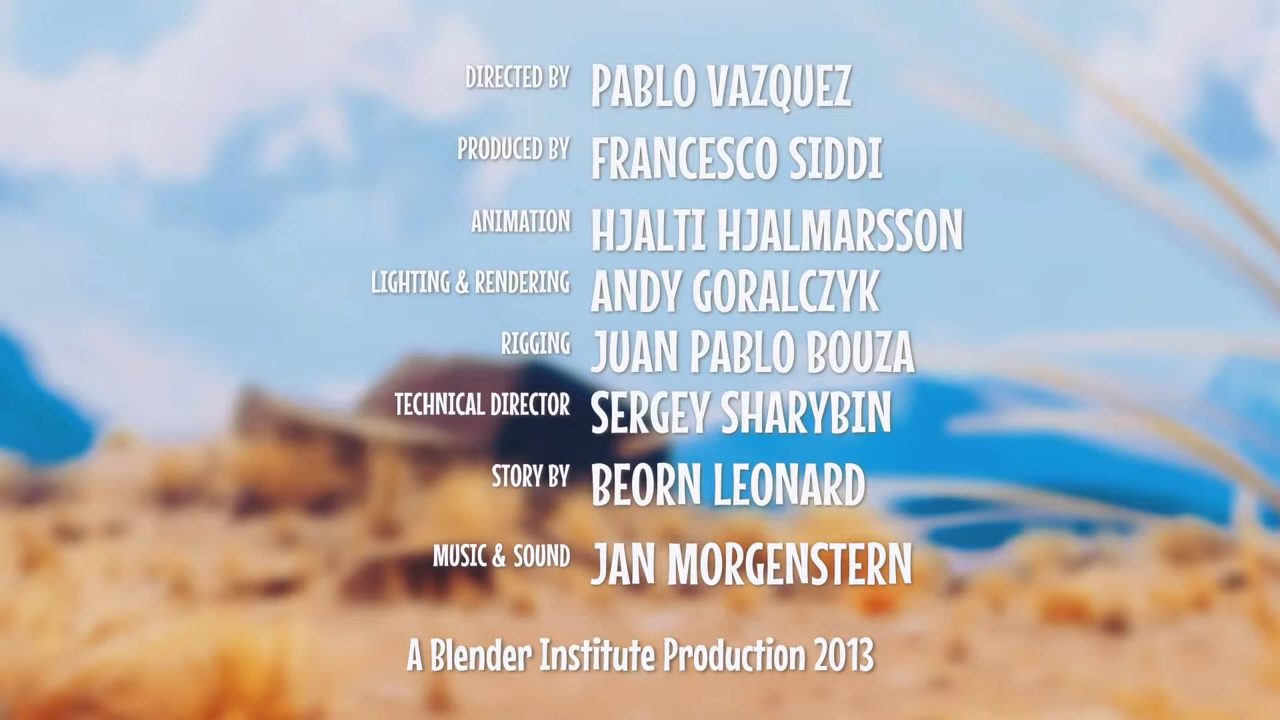 DIRECTED BY PABLO VAZQUEZ
PRODUCED BY FRANCESCO SIDDI
ANIMATION HJALTI HJALMARSSON
LIGHTING & RENDERING ANDY GORALCZYK
RIGGING JUAN PABLO BOUZA
TECHNICAL DIRECTOR SERGEY SHARYBIN
STORY BY BEORN LEONARD
MUSIC & SOUND JAN MORGENSTERN
A Blender Institute Production 2013